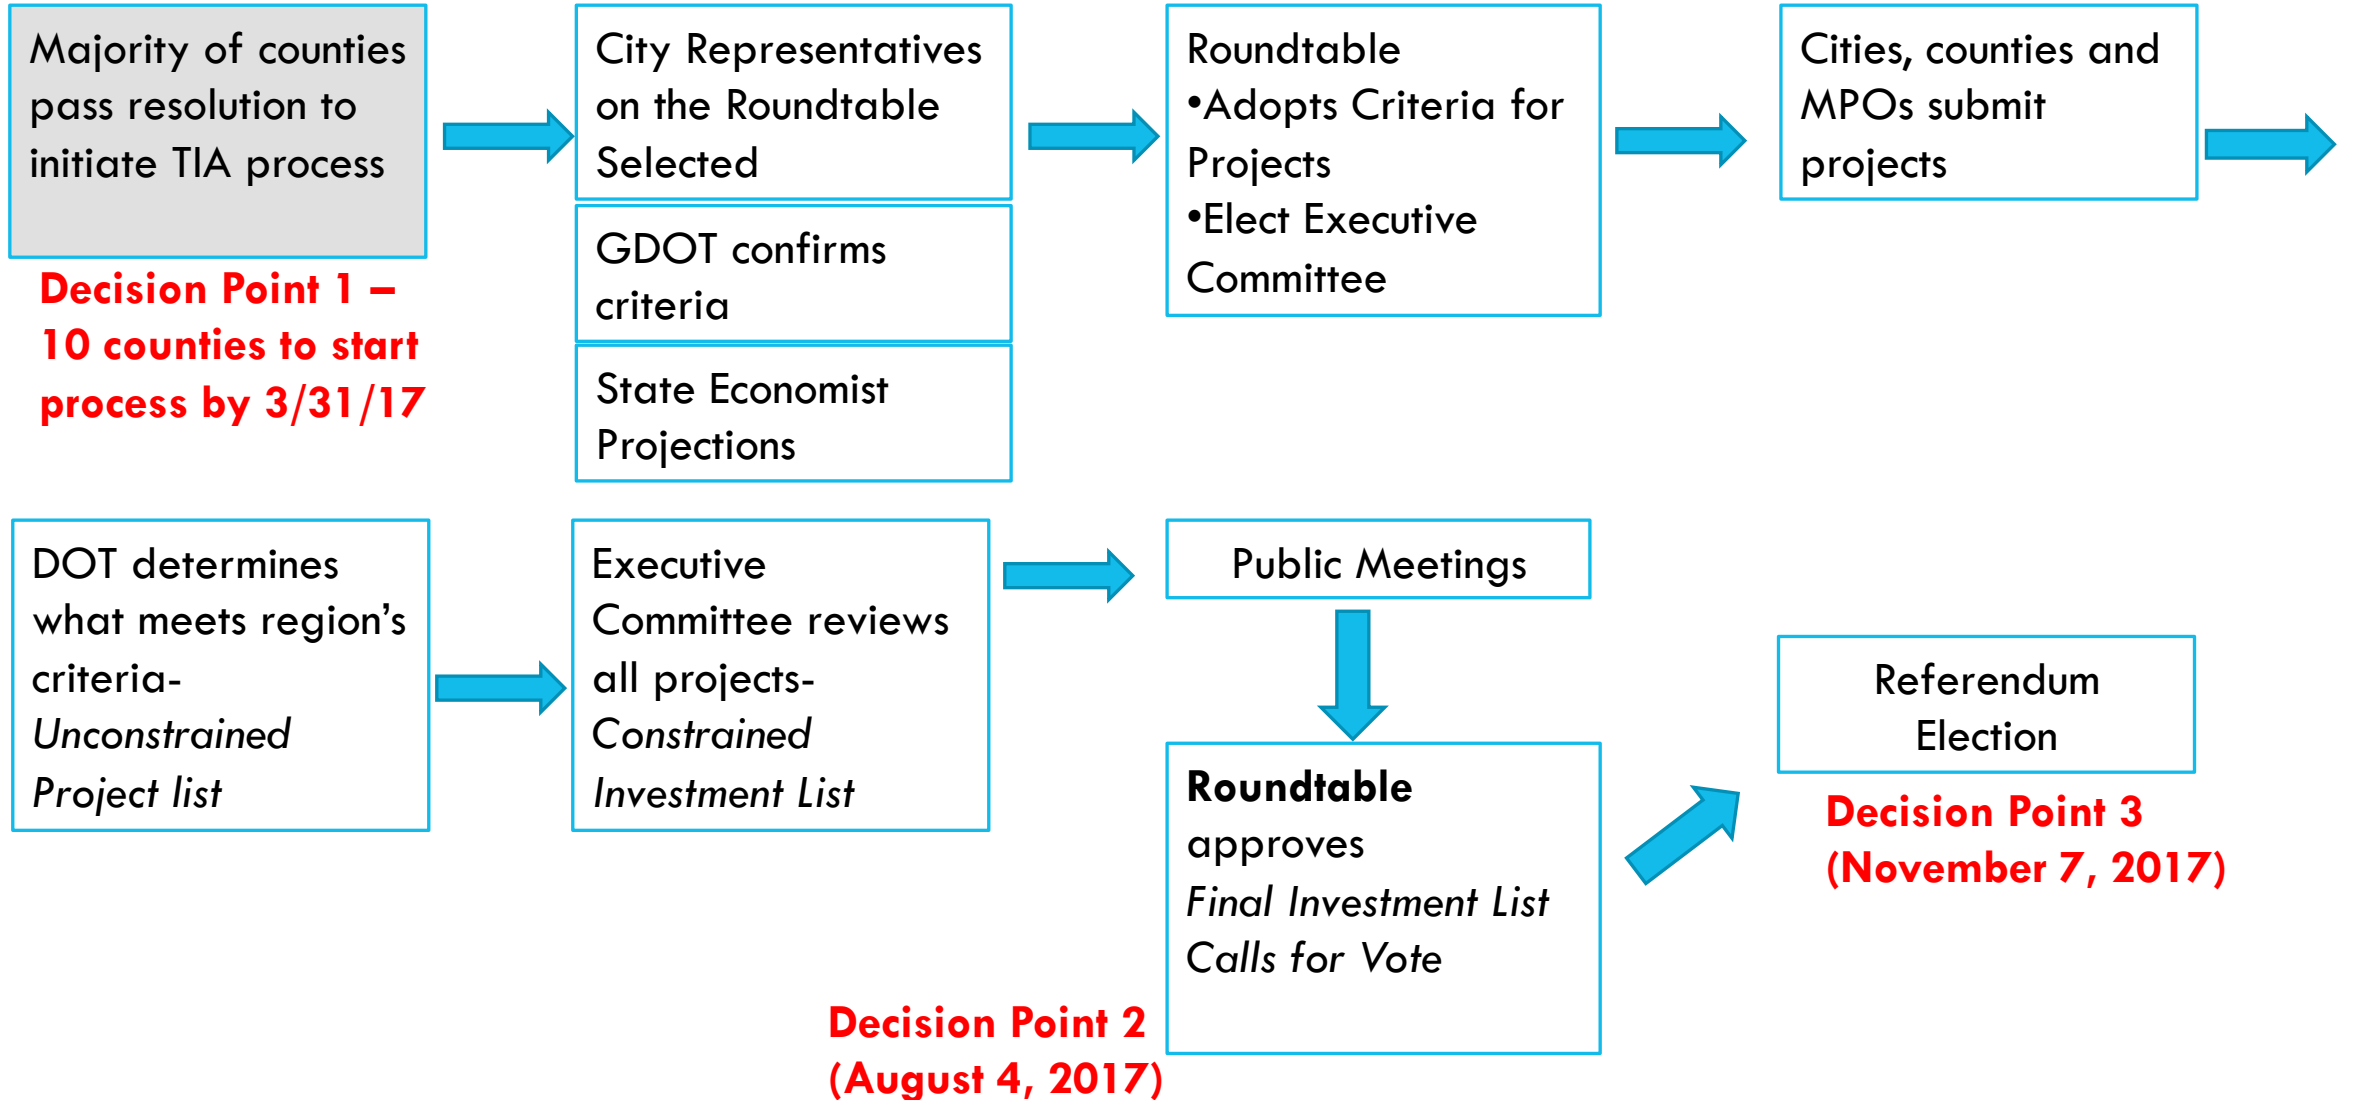 Majority of counties
pass resolution to
initiate TIA process
Decision Point 1 –
10 counties to start
process by 3/31/17
City Representatives
on the Roundtable
Selected
GDOT confirms
criteria
State Economist
Projections
Roundtable
•Adopts Criteria for
Projects
•Elect Executive
Committee
Cities, counties and
MPOs submit
projects
DOT determines
what meets region’s
criteria-
Unconstrained
Project list
Executive
Committee reviews
all projects-
Constrained
Investment List
Public Meetings
Roundtable
approves
Final Investment List
Calls for Vote
Decision Point 2
(August 4, 2017)
Referendum
Election
Decision Point 3
(November 7, 2017)